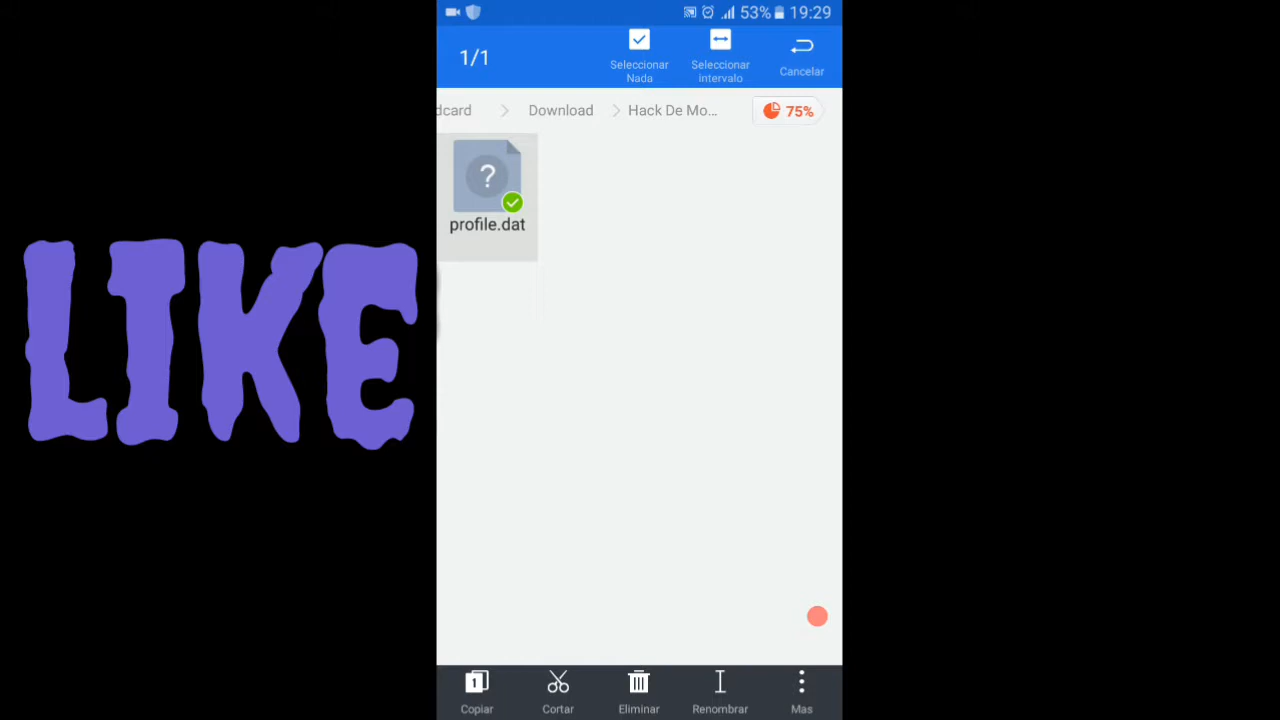 53% 19:29
1/1
Seleccionar
Nada
Seleccionar
Intervalo
Cancelar
dcard
Download
Hack De Mo...
75%
?
profile.dat
LIKE
1
Copiar
Cortar
Eliminar
Renombrar
Mas